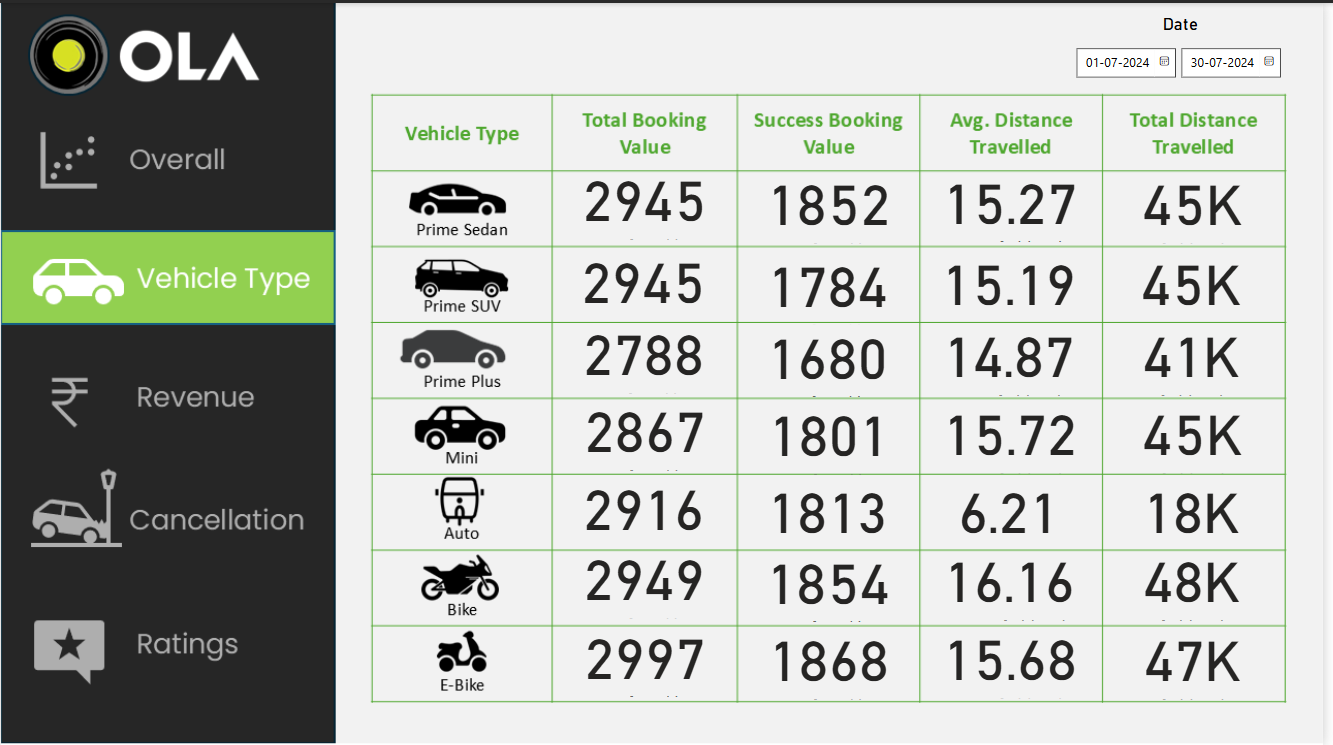 OLA
Overall
Vehicle Type
Revenue
Cancellation
Ratings
Date
01-07-2024 30-07-2024
Vehicle Type Total Booking Value Success Booking Value Avg. Distance Travelled Total Distance Travelled
Prime Sedan 2945 1852 15.27 45K
Prime SUV 2945 1784 15.19 45K
Prime Plus 2788 1680 14.87 41K
Mini 2867 1801 15.72 45K
Auto 2916 1813 6.21 18K
Bike 2949 1854 16.16 48K
E-Bike 2997 1868 15.68 47K